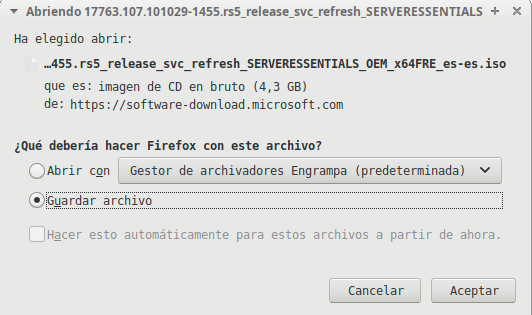 Abriendo 17763.107.101029-1455.rs5_release_svc_refresh_SERVERESSENTIALS
Ha elegido abrir:
…455.rs5_release_svc_refresh_SERVERESSENTIALS_OEM_x64FRE_es-es.iso
que es: imagen de CD en bruto (4,3 GB)
de: https://software-download.microsoft.com
¿Qué debería hacer Firefox con este archivo?
Abrir con Gestor de archivadores Engrampa (predeterminada)
Guardar archivo
Hacer esto automáticamente para estos archivos a partir de ahora.
Cancelar Aceptar